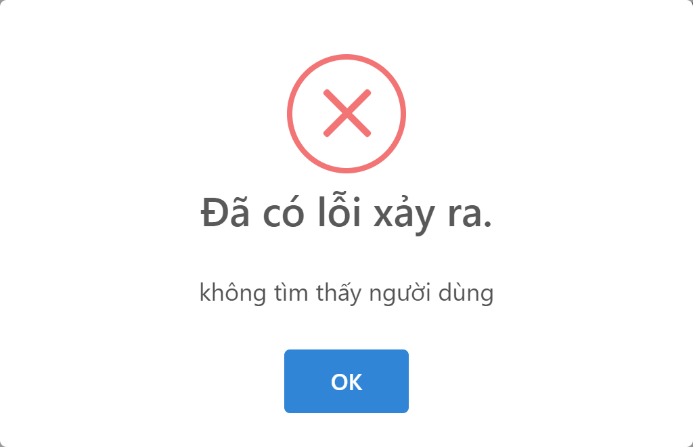 Đã có lỗi xảy ra.
không tìm thấy người dùng
OK